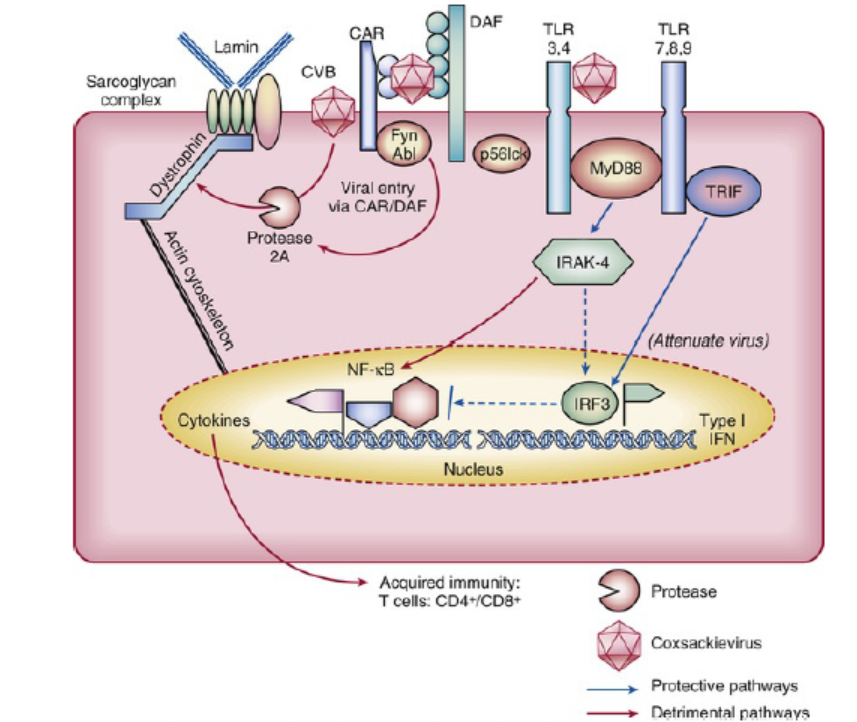 Lamin
Sarcoglycan
complex
CVB
CAR
DAF
TLR
3,4
TLR
7,8,9
Fyn
Abl
p56lck
MyD88
TRIF
Dystrophin
Viral entry
via CAR/DAF
Protease
2A
Actin cytoskeleton
IRAK-4
(Attenuate virus)
NF-κB
IRF3
Cytokines
Type I
IFN
Nucleus
Acquired immunity:
T cells: CD4+/CD8+
Protease
Coxsackievirus
Protective pathways
Detrimental pathways